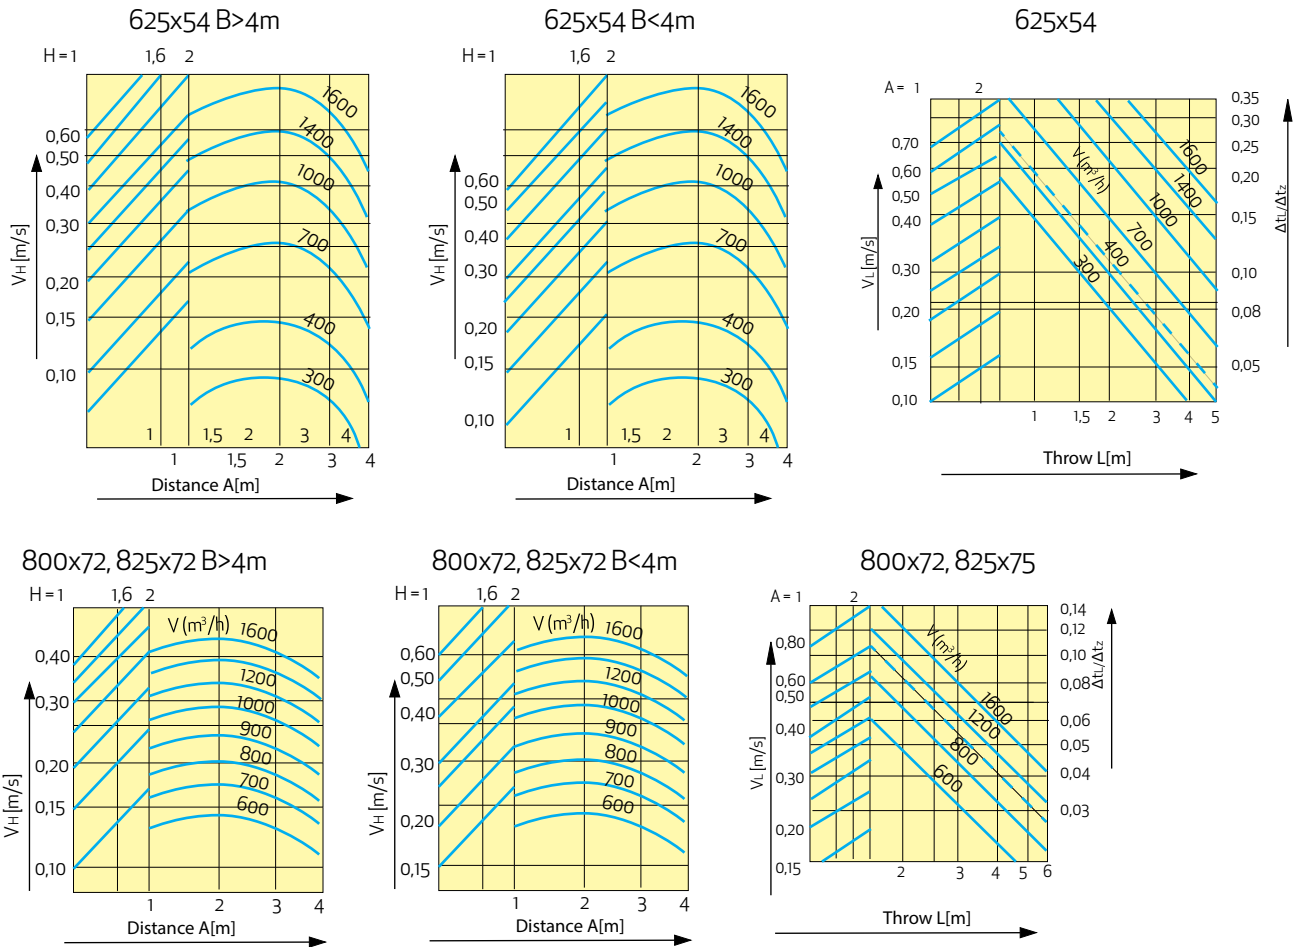 625x54 B>4m
H = 1 1,6 2
0,60
0,50
0,40
0,30
0,20
0,15
0,10
VH [m/s]
1600
1400
1000
700
400
300
1 1,5 2 3 4
1 1,5 2 3 4
Distance A[m]
625x54 B<4m
H = 1 1,6 2
0,60
0,50
0,40
0,30
0,20
0,15
0,10
VH [m/s]
1600
1400
1000
700
400
300
1 1,5 2 3 4
1 2 3 4
Distance A[m]
625x54
A = 1 2
0,70
0,60
0,50
0,40
0,30
0,20
0,15
0,10
VL [m/s]
V(m³/h)
1600
1400
1000
700
400
300
0,35
0,30
0,25
0,20
0,15
0,10
0,08
0,05
ΔtL/Δtz
1 1,5 2 3 4 5
Throw L[m]
800x72, 825x72 B>4m
H = 1 1,6 2
0,40
0,30
0,20
0,15
0,10
VH [m/s]
V (m³/h)
1600
1200
1000
900
800
700
600
1 2 3 4
Distance A[m]
800x72, 825x72 B<4m
H = 1 1,6 2
0,60
0,50
0,40
0,30
0,20
0,15
VH [m/s]
V (m³/h)
1600
1200
1000
900
800
700
600
1 2 3 4
Distance A[m]
800x72, 825x75
A = 1 2
0,80
0,60
0,50
0,40
0,30
0,20
0,15
VL [m/s]
V(m³/h)
1600
1200
800
600
0,14
0,12
0,10
0,08
0,06
0,05
0,04
0,03
ΔtL/Δtz
2 3 4 5 6
Throw L[m]